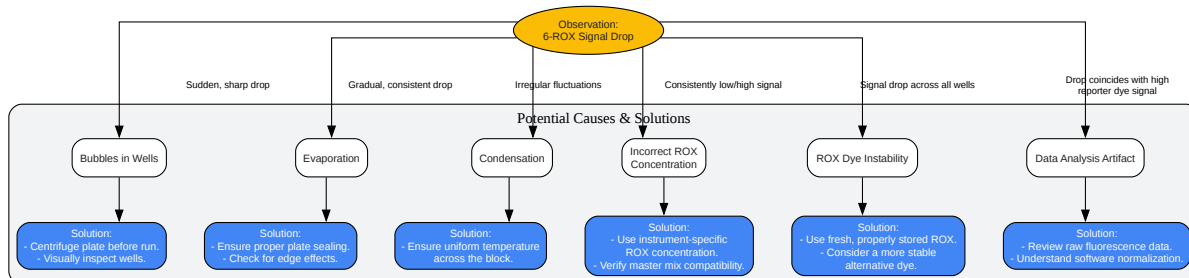 Observation:
6-ROX Signal Drop
Sudden, sharp drop
Gradual, consistent drop
Irregular fluctuations
Consistently low/high signal
Signal drop across all wells
Drop coincides with high
reporter dye signal
Potential Causes & Solutions
Bubbles in Wells
Evaporation
Condensation
Incorrect ROX
Concentration
ROX Dye Instability
Data Analysis Artifact
Solution:
- Centrifuge plate before run.
- Visually inspect wells.
Solution:
- Ensure proper plate sealing.
- Check for edge effects.
Solution:
- Ensure uniform temperature
across the block.
Solution:
- Use instrument-specific
ROX concentration.
- Verify master mix compatibility.
Solution:
- Use fresh, properly stored ROX.
- Consider a more stable
alternative dye.
Solution:
- Review raw fluorescence data.
- Understand software normalization.